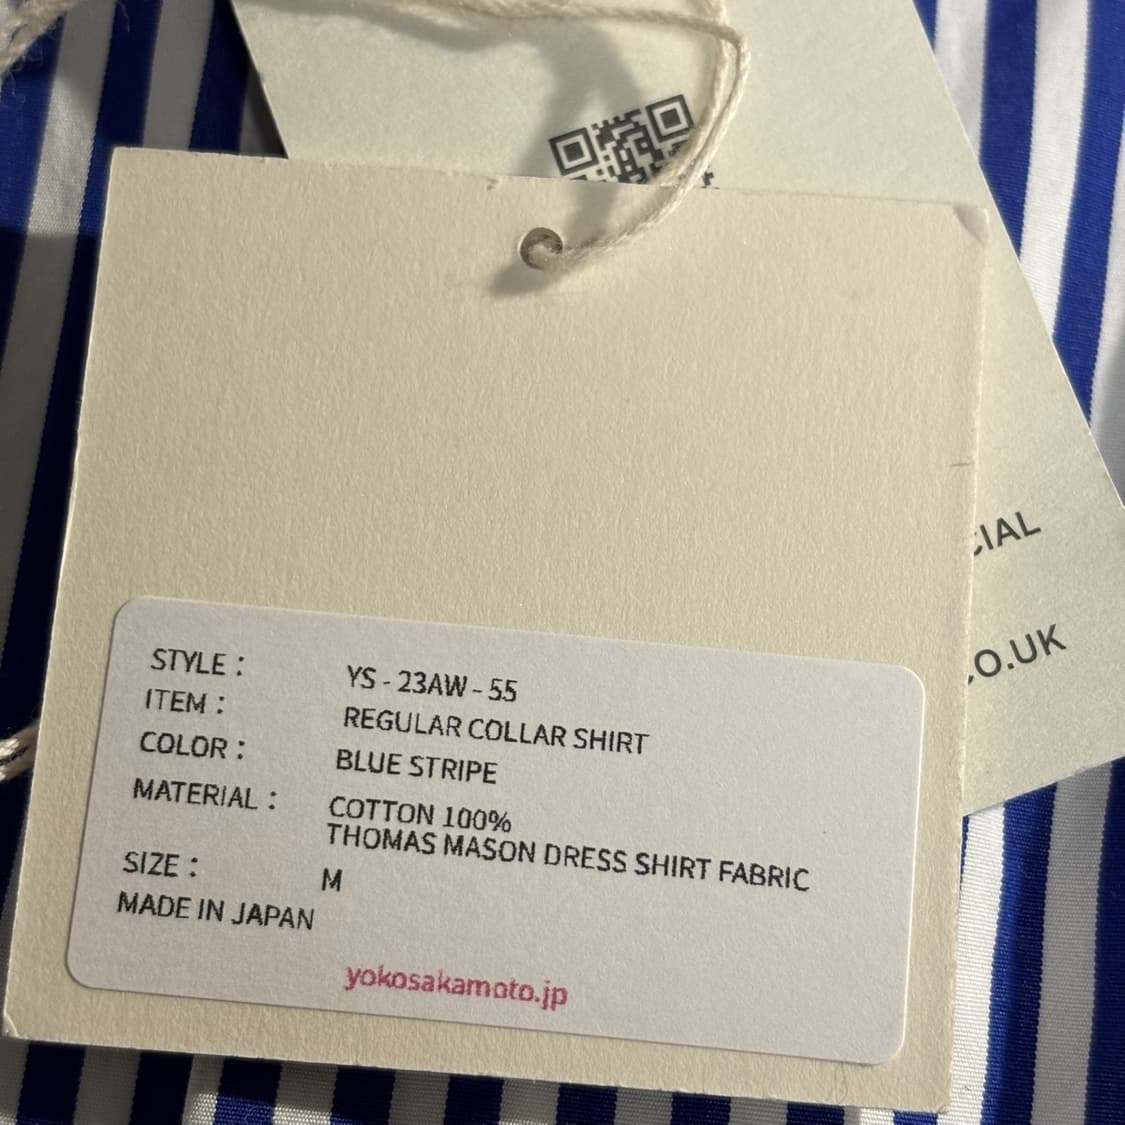 STYLE : YS - 23AW - 55
ITEM : REGULAR COLLAR SHIRT
COLOR : BLUE STRIPE
MATERIAL : COTTON 100%
THOMAS MASON DRESS SHIRT FABRIC
SIZE : M
MADE IN JAPAN
yokosakamoto.jp
CIAL
CO.UK